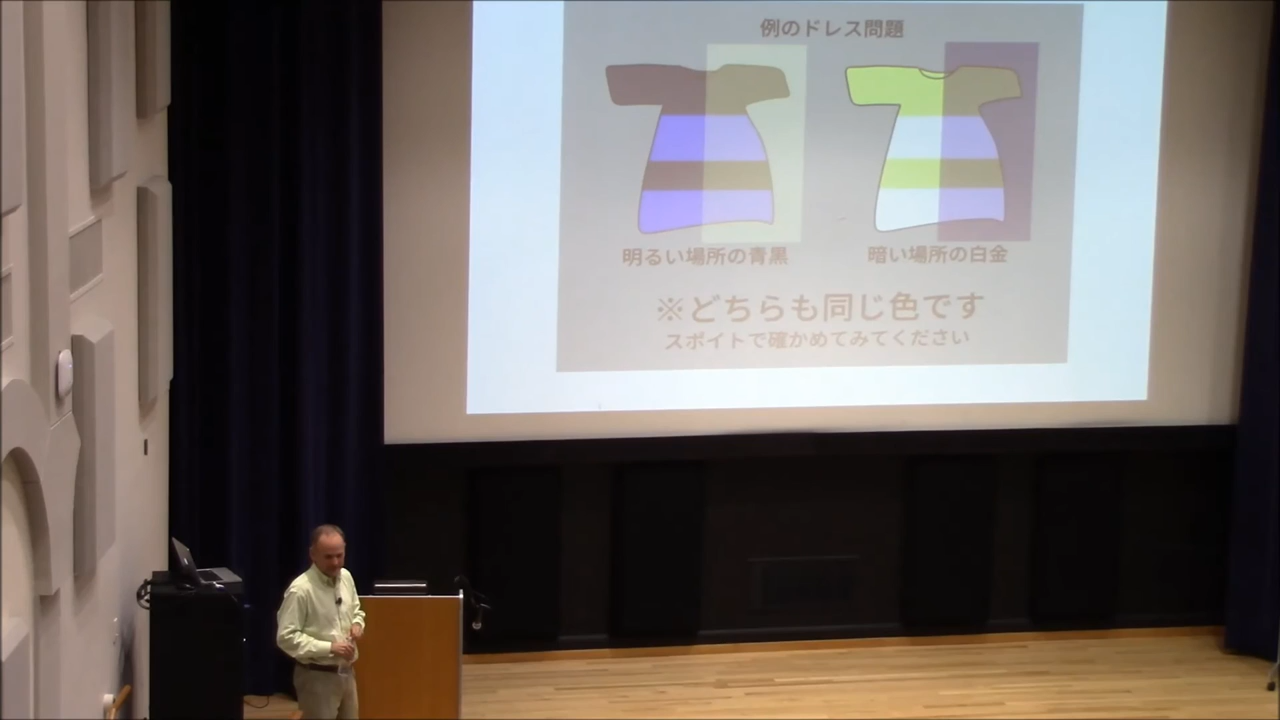 例のドレス問題
明るい場所の青黒
暗い場所の白金
※どちらも同じ色です
スポイトで確かめてみてください